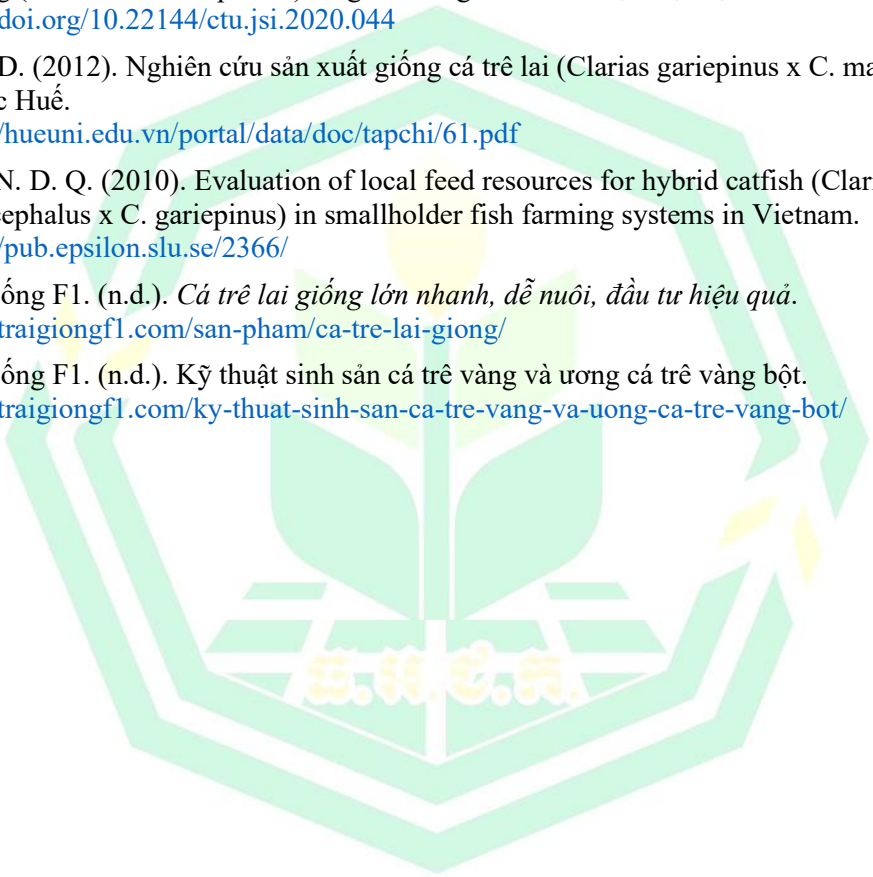 doi.org/10.22144/ctu.jsi.2020.044
D. (2012). Nghiên cứu sản xuất giống cá trê lai (Clarias gariepinus x C. ma
c Huế.
/hueuni.edu.vn/portal/data/doc/tapchi/61.pdf
N. D. Q. (2010). Evaluation of local feed resources for hybrid catfish (Clari
cephalus x C. gariepinus) in smallholder fish farming systems in Vietnam.
/pub.epsilon.slu.se/2366/
ống F1. (n.d.). Cá trê lai giống lớn nhanh, dễ nuôi, đầu tư hiệu quả.
traigiongf1.com/san-pham/ca-tre-lai-giong/
ống F1. (n.d.). Kỹ thuật sinh sản cá trê vàng và ương cá trê vàng bột.
traigiongf1.com/ky-thuat-sinh-san-ca-tre-vang-va-uong-ca-tre-vang-bot/